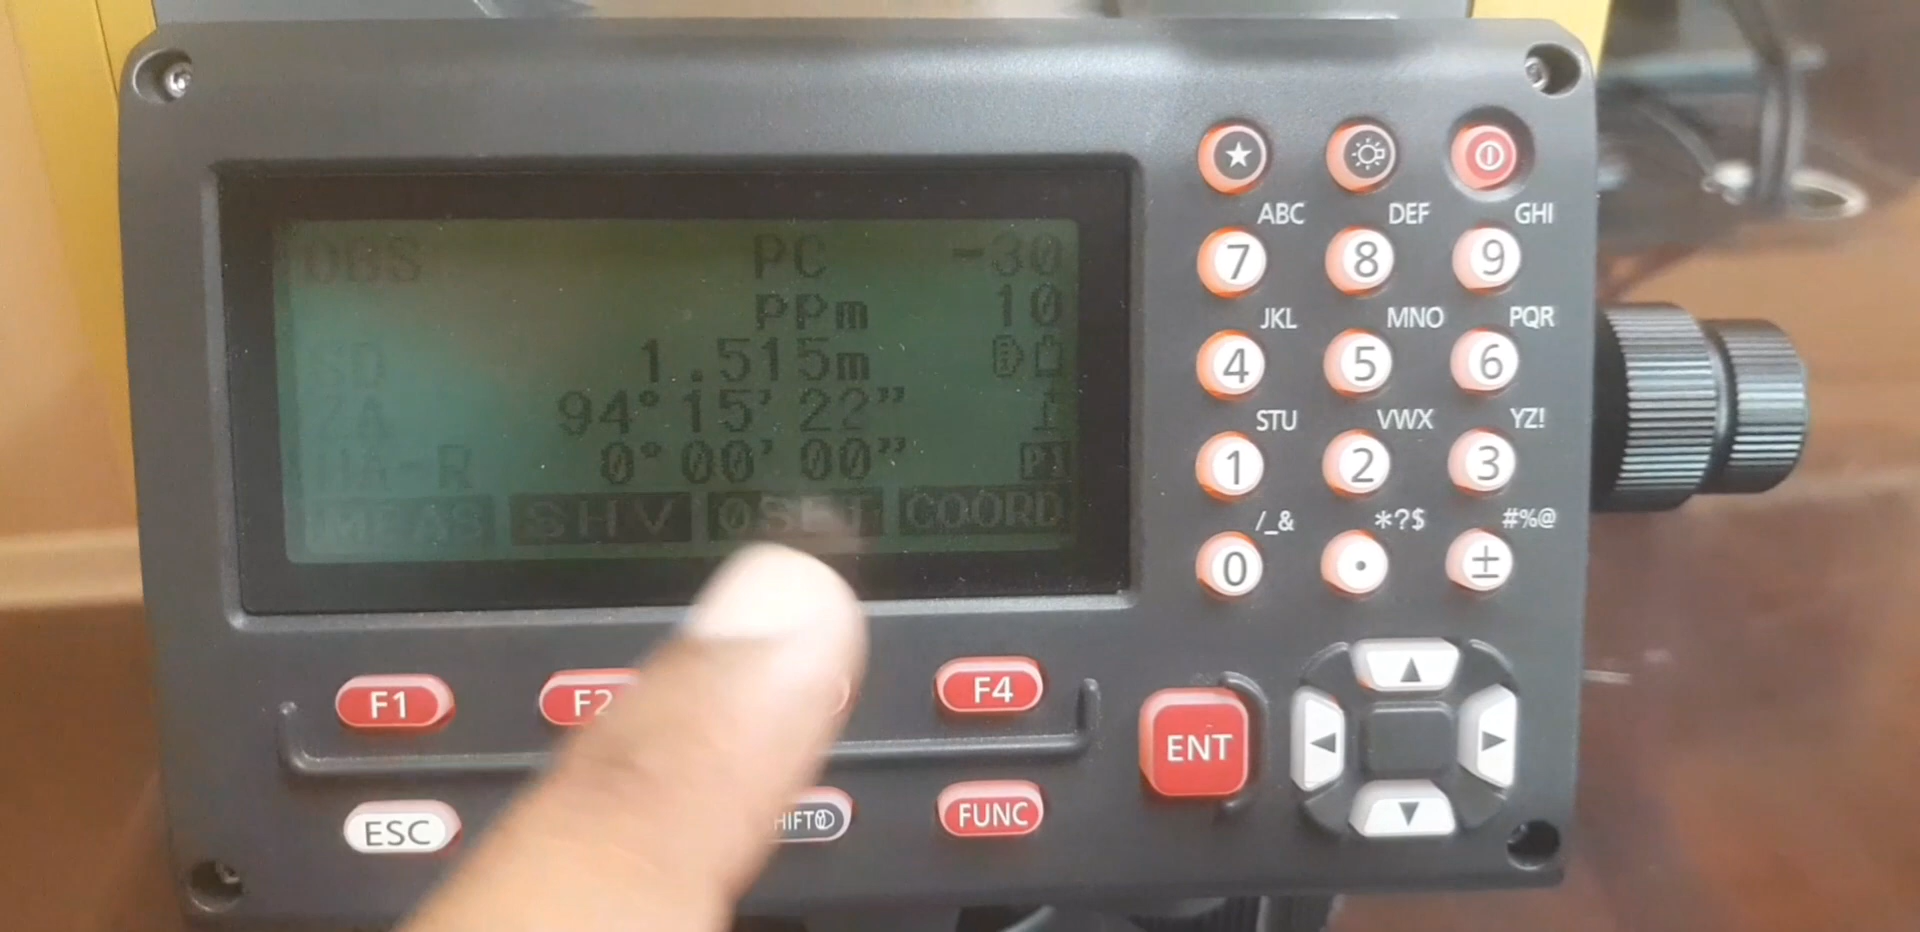 OBS PC -30
ppm 10
SD 1.515m
ZA 94°15'22"
HA-R 0°00'00" P1
MEAS SHV 0SET COORD
F1 F2 F4
ESC SHIFT FUNC
ENT
ABC DEF GHI
7 8 9
JKL MNO PQR
4 5 6
STU VWX YZ!
1 2 3
/_& *?$ #%@
0 . ±